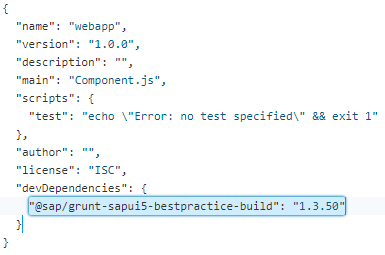 {
"name": "webapp",
"version": "1.0.0",
"description": "",
"main": "Component.js",
"scripts": {
"test": "echo \"Error: no test specified\" && exit 1"
},
"author": "",
"license": "ISC",
"devDependencies": {
"@sap/grunt-sapui5-bestpractice-build": "1.3.50"
}
}